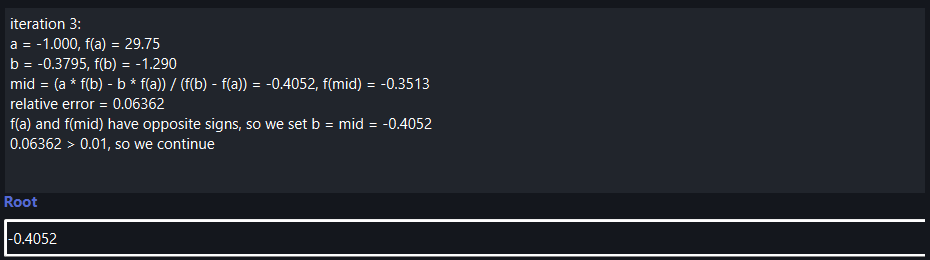 iteration 3:
a = -1.000, f(a) = 29.75
b = -0.3795, f(b) = -1.290
mid = (a * f(b) - b * f(a)) / (f(b) - f(a)) = -0.4052, f(mid) = -0.3513
relative error = 0.06362
f(a) and f(mid) have opposite signs, so we set b = mid = -0.4052
0.06362 > 0.01, so we continue
Root
-0.4052